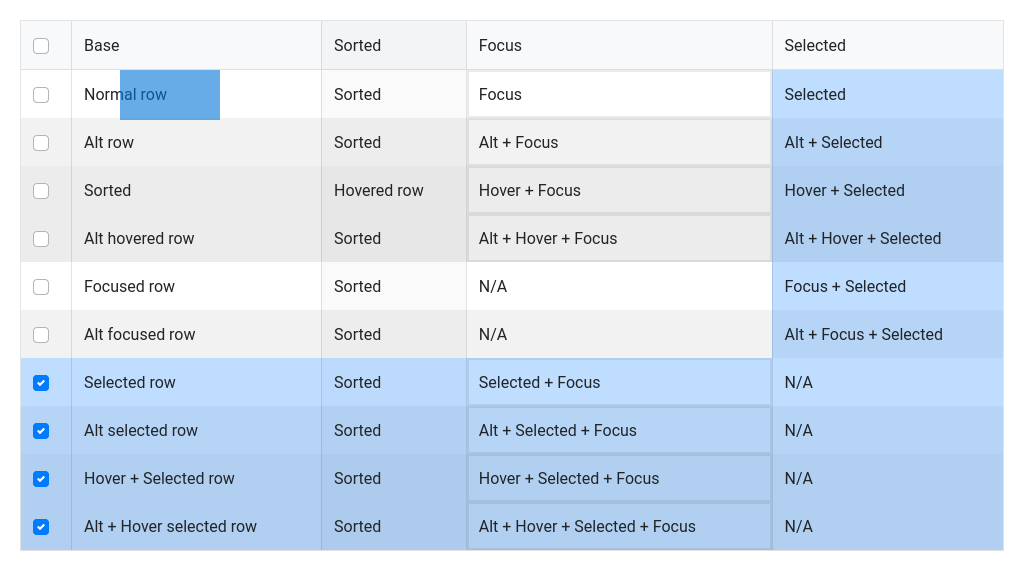 Base Sorted Focus Selected
Normal row Sorted Focus Selected
Alt row Sorted Alt + Focus Alt + Selected
Sorted Hovered row Hover + Focus Hover + Selected
Alt hovered row Sorted Alt + Hover + Focus Alt + Hover + Selected
Focused row Sorted N/A Focus + Selected
Alt focused row Sorted N/A Alt + Focus + Selected
Selected row Sorted Selected + Focus N/A
Alt selected row Sorted Alt + Selected + Focus N/A
Hover + Selected row Sorted Hover + Selected + Focus N/A
Alt + Hover selected row Sorted Alt + Hover + Selected + Focus N/A